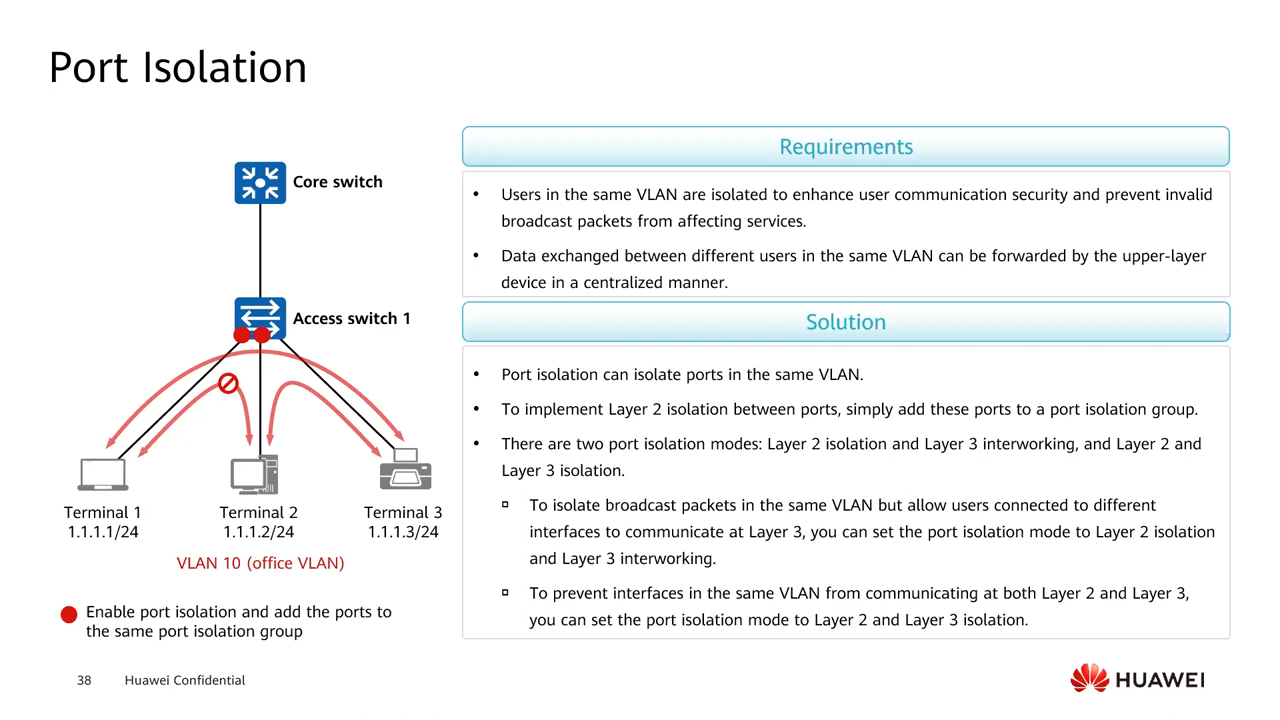 Port Isolation
Core switch
Access switch 1
Terminal 1
1.1.1.1/24
Terminal 2
1.1.1.2/24
Terminal 3
1.1.1.3/24
VLAN 10 (office VLAN)
Enable port isolation and add the ports to
the same port isolation group
Requirements
• Users in the same VLAN are isolated to enhance user communication security and prevent invalid
broadcast packets from affecting services.
• Data exchanged between different users in the same VLAN can be forwarded by the upper-layer
device in a centralized manner.
Solution
• Port isolation can isolate ports in the same VLAN.
• To implement Layer 2 isolation between ports, simply add these ports to a port isolation group.
• There are two port isolation modes: Layer 2 isolation and Layer 3 interworking, and Layer 2 and
Layer 3 isolation.
▫ To isolate broadcast packets in the same VLAN but allow users connected to different
interfaces to communicate at Layer 3, you can set the port isolation mode to Layer 2 isolation
and Layer 3 interworking.
▫ To prevent interfaces in the same VLAN from communicating at both Layer 2 and Layer 3,
you can set the port isolation mode to Layer 2 and Layer 3 isolation.
38 Huawei Confidential
HUAWEI